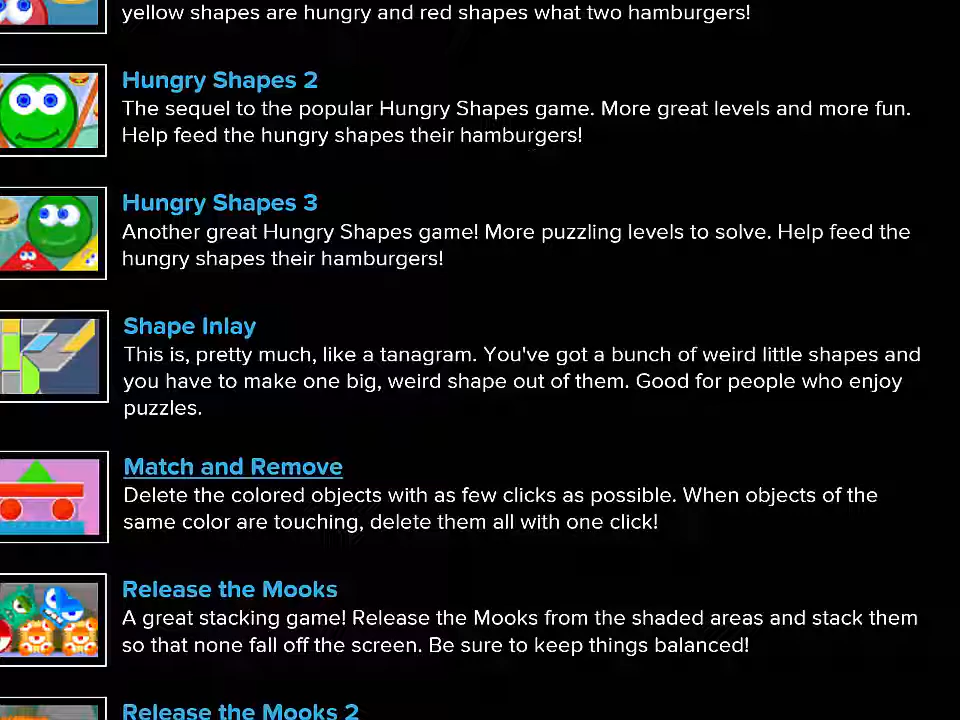 yellow shapes are hungry and red shapes what two hamburgers!
Hungry Shapes 2
The sequel to the popular Hungry Shapes game. More great levels and more fun.
Help feed the hungry shapes their hamburgers!
Hungry Shapes 3
Another great Hungry Shapes game! More puzzling levels to solve. Help feed the
hungry shapes their hamburgers!
Shape Inlay
This is, pretty much, like a tanagram. You've got a bunch of weird little shapes and
you have to make one big, weird shape out of them. Good for people who enjoy
puzzles.
Match and Remove
Delete the colored objects with as few clicks as possible. When objects of the
same color are touching, delete them all with one click!
Release the Mooks
A great stacking game! Release the Mooks from the shaded areas and stack them
so that none fall off the screen. Be sure to keep things balanced!
Release the Mooks 2